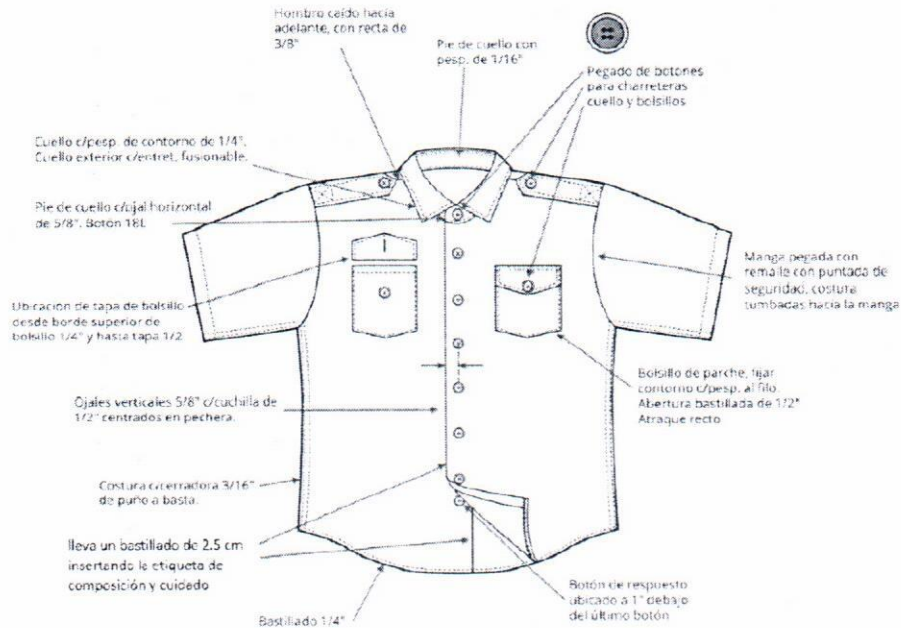 Hombro caído hacia
adelante, con recta de
3/8"
Pie de cuello con
pesp. de 1/16"
Pegado de botones
para charreteras
cuello y bolsillos
Cuello c/pesp. de contorno de 1/4".
Cuello exterior c/entret, fusionable.
Pie de cuello c/ojal horizontal
de 5/8". Botón 18L
Manga pegada con
remalle con puntada de
seguridad, costura
tumbadas hacia la manga
Ubicación de tapa de bolsillo
desde borde superior de
bolsillo 1/4" y hasta tapa 1/2
Bolsillo de parche, fijar
contorno c/pesp. al filo.
Abertura bastillada de 1/2"
Atraque recto
Ojales verticales 5/8" c/cuchilla de
1/2" centrados en pechera.
Costura c/cerradora 3/16"
de puño a basta.
lleva un bastillado de 2.5 cm
insertando la etiqueta de
composición y cuidado
Botón de respuesto
ubicado a 1" debajo
del último botón
Bastillado 1/4"